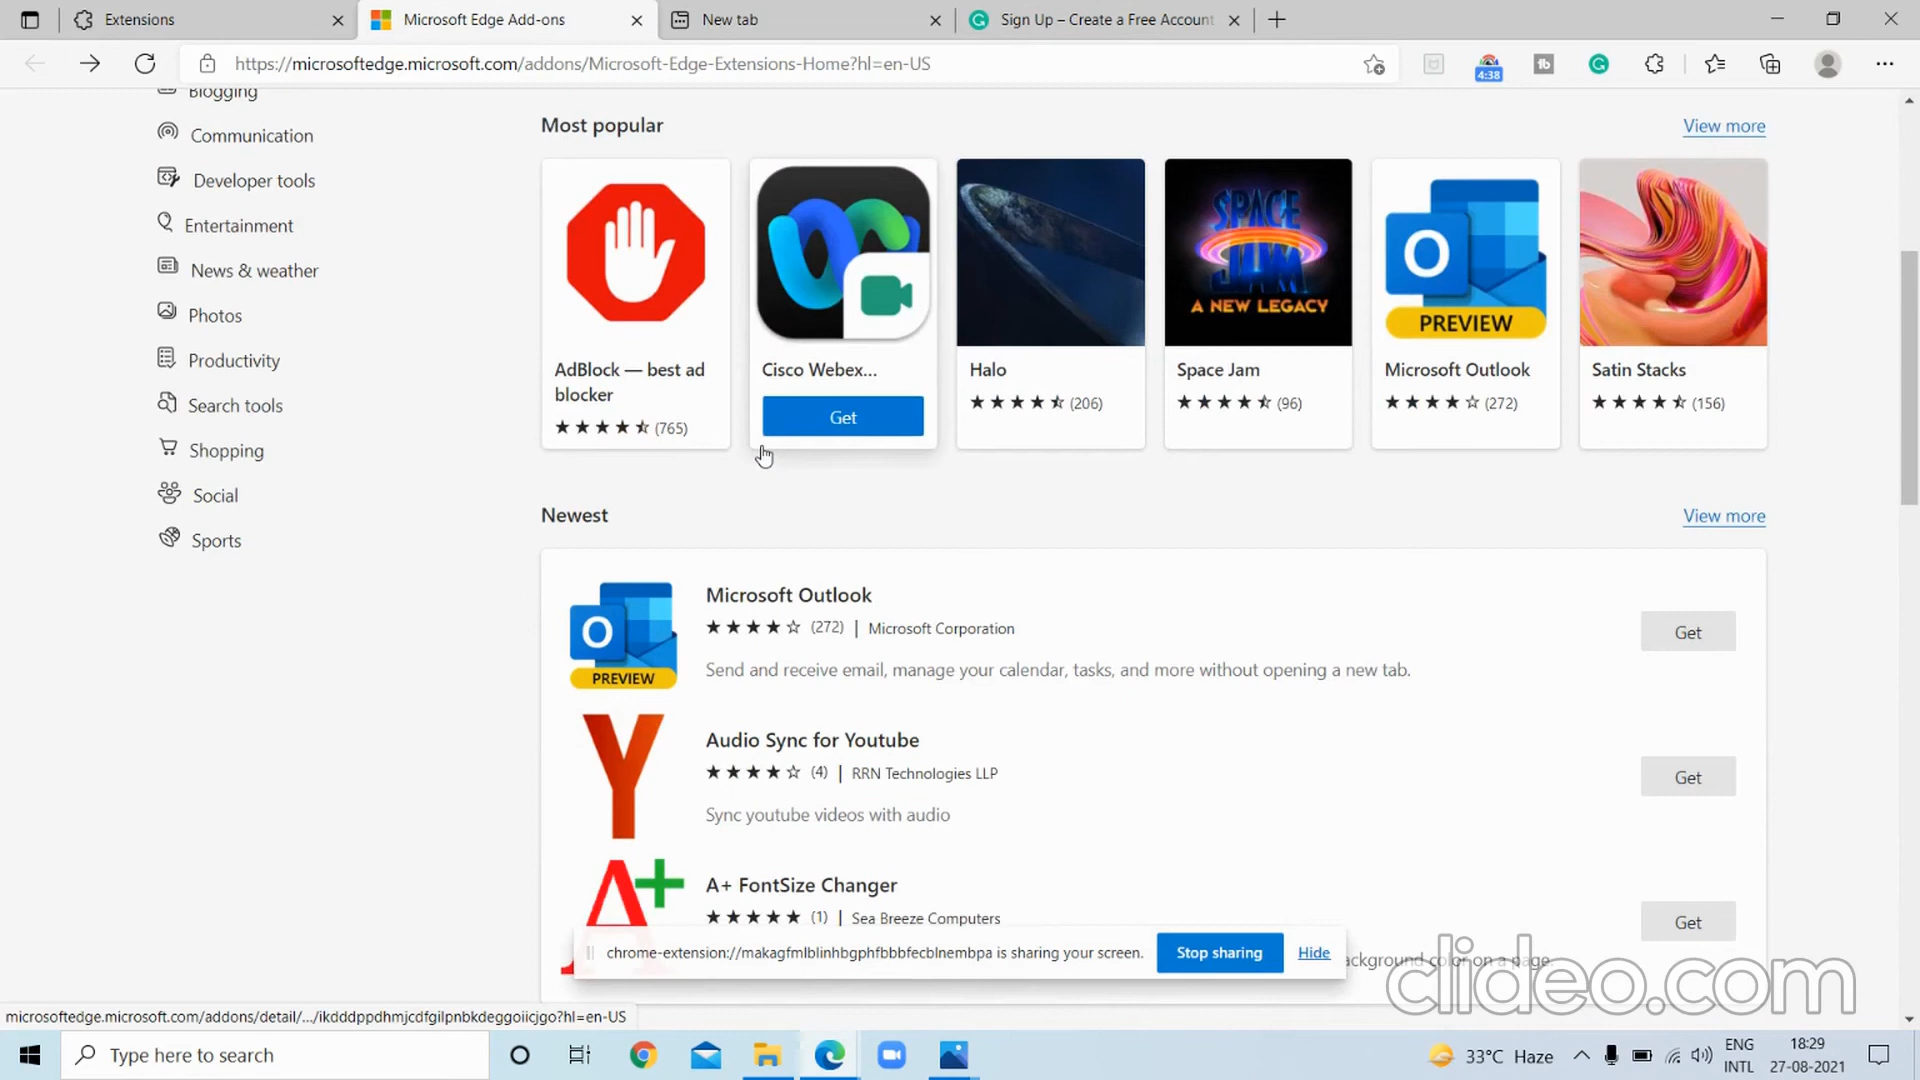 Extensions
Microsoft Edge Add-ons
New tab
Sign Up – Create a Free Account
https://microsoftedge.microsoft.com/addons/Microsoft-Edge-Extensions-Home?hl=en-US
4:38
Blogging
Communication
Developer tools
Entertainment
News & weather
Photos
Productivity
Search tools
Shopping
Social
Sports
Most popular
View more
SPACE
JAM
A NEW LEGACY
PREVIEW
AdBlock — best ad
blocker
(765)
Cisco Webex...
Get
Halo
(206)
Space Jam
(96)
Microsoft Outlook
(272)
Satin Stacks
(156)
Newest
View more
PREVIEW
Microsoft Outlook
(272) | Microsoft Corporation
Send and receive email, manage your calendar, tasks, and more without opening a new tab.
Get
Audio Sync for Youtube
(4) | RRN Technologies LLP
Sync youtube videos with audio
Get
A+ FontSize Changer
(1) | Sea Breeze Computers
Get
ackground color on a page.
chrome-extension://makagfmlblinhbgphfbbbfecblnembpa is sharing your screen.
Stop sharing
Hide
clideo.com
microsoftedge.microsoft.com/addons/detail/.../ikdddppdhmjcdfgilpnbkdeggoiicjgo?hl=en-US
Type here to search
33°C Haze
ENG
INTL
18:29
27-08-2021